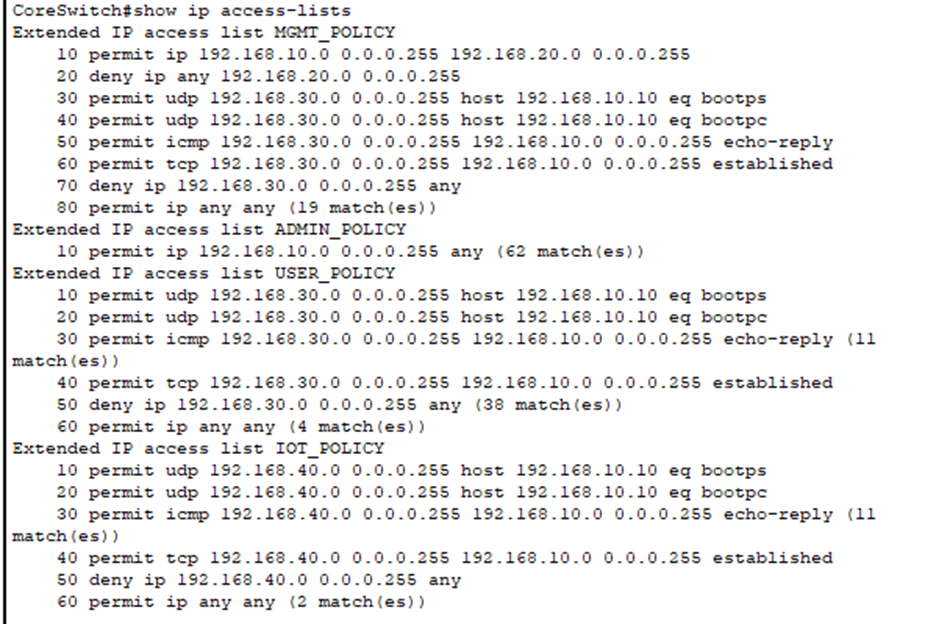 CoreSwitch#show ip access-lists
Extended IP access list MGMT_POLICY
    10 permit ip 192.168.10.0 0.0.0.255 192.168.20.0 0.0.0.255
    20 deny ip any 192.168.20.0 0.0.0.255
    30 permit udp 192.168.30.0 0.0.0.255 host 192.168.10.10 eq bootps
    40 permit udp 192.168.30.0 0.0.0.255 host 192.168.10.10 eq bootpc
    50 permit icmp 192.168.30.0 0.0.0.255 192.168.10.0 0.0.0.255 echo-reply
    60 permit tcp 192.168.30.0 0.0.0.255 192.168.10.0 0.0.0.255 established
    70 deny ip 192.168.30.0 0.0.0.255 any
    80 permit ip any any (19 match(es))
Extended IP access list ADMIN_POLICY
    10 permit ip 192.168.10.0 0.0.0.255 any (62 match(es))
Extended IP access list USER_POLICY
    10 permit udp 192.168.30.0 0.0.0.255 host 192.168.10.10 eq bootps
    20 permit udp 192.168.30.0 0.0.0.255 host 192.168.10.10 eq bootpc
    30 permit icmp 192.168.30.0 0.0.0.255 192.168.10.0 0.0.0.255 echo-reply (11
match(es))
    40 permit tcp 192.168.30.0 0.0.0.255 192.168.10.0 0.0.0.255 established
    50 deny ip 192.168.30.0 0.0.0.255 any (38 match(es))
    60 permit ip any any (4 match(es))
Extended IP access list IOT_POLICY
    10 permit udp 192.168.40.0 0.0.0.255 host 192.168.10.10 eq bootps
    20 permit udp 192.168.40.0 0.0.0.255 host 192.168.10.10 eq bootpc
    30 permit icmp 192.168.40.0 0.0.0.255 192.168.10.0 0.0.0.255 echo-reply (11
match(es))
    40 permit tcp 192.168.40.0 0.0.0.255 192.168.10.0 0.0.0.255 established
    50 deny ip 192.168.40.0 0.0.0.255 any
    60 permit ip any any (2 match(es))